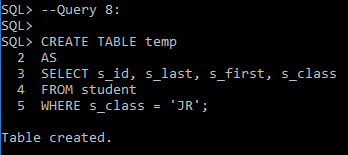 SQL> --Query 8:
SQL>
SQL> CREATE TABLE temp
  2  AS
  3  SELECT s_id, s_last, s_first, s_class
  4  FROM student
  5  WHERE s_class = 'JR';

Table created.